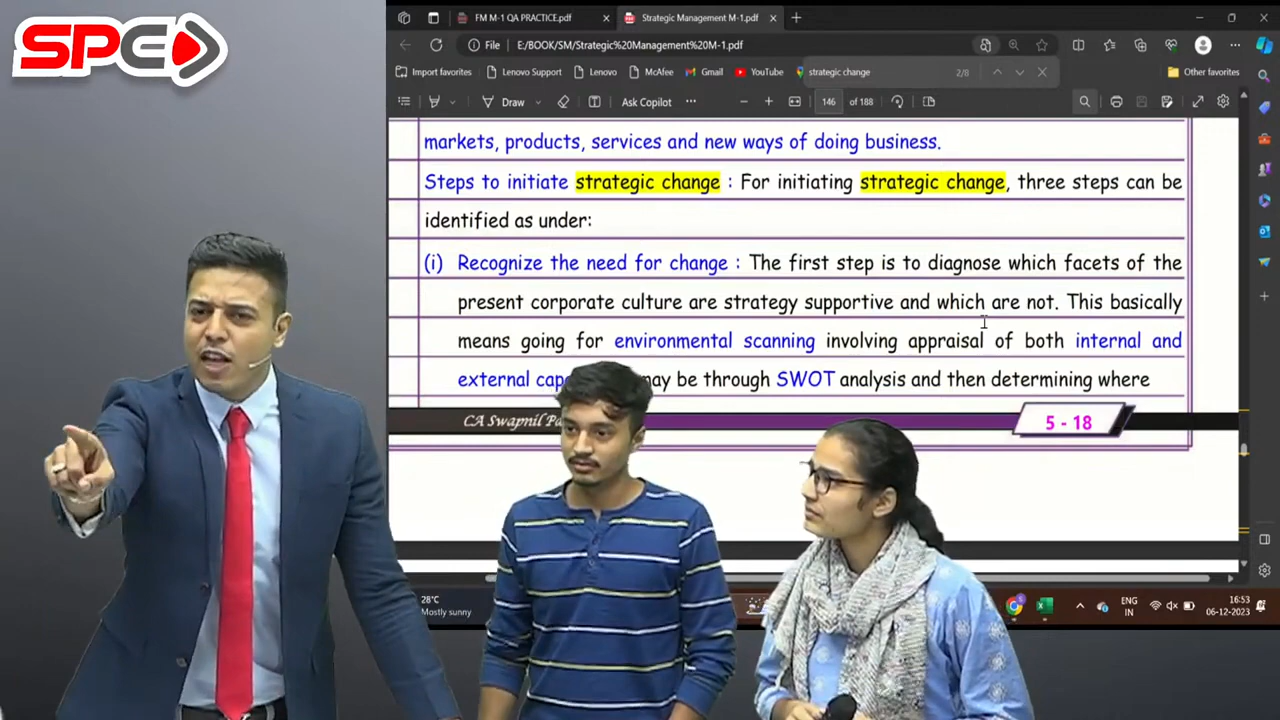 SPC
FM M-1 QA PRACTICE.pdf
Strategic Management M-1.pdf
File
E:/BOOK/SM/Strategic%20Management%20M-1.pdf
Import favorites
Lenovo Support
Lenovo
McAfee
Gmail
YouTube
strategic change
2/8
Other favorites
Draw
Ask Copilot
146
of 188
markets, products, services and new ways of doing business.
Steps to initiate strategic change : For initiating strategic change, three steps can be
identified as under:
(i) Recognize the need for change : The first step is to diagnose which facets of the
present corporate culture are strategy supportive and which are not. This basically
means going for environmental scanning involving appraisal of both internal and
external may be through SWOT analysis and then determining where
CA Swapnil
5 - 18
28°C
Mostly sunny
ENG
IN
16:53
06-12-2023